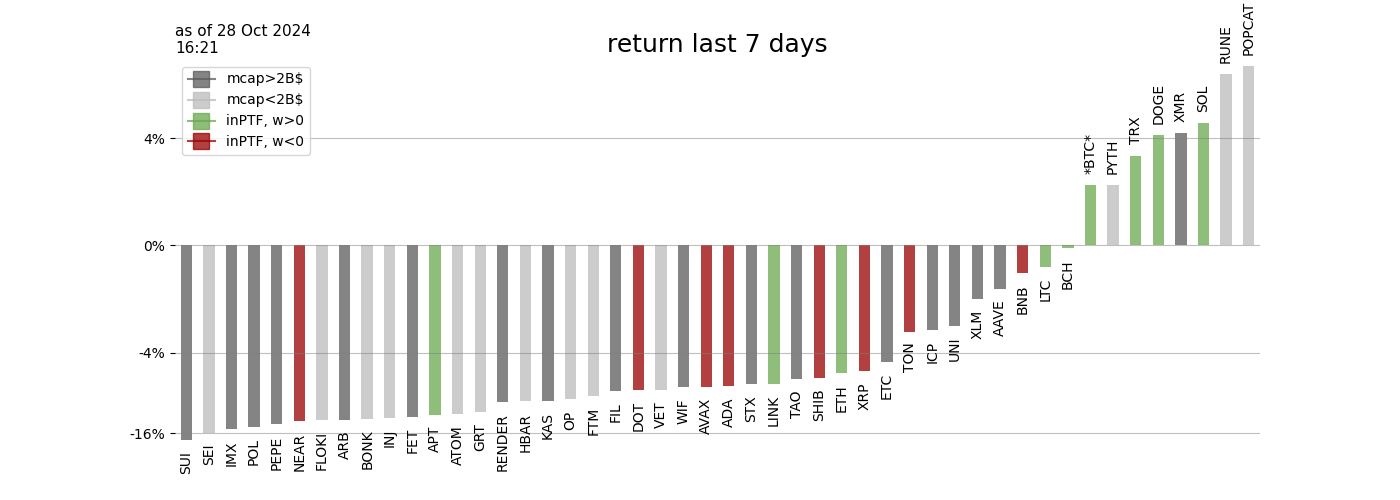 as of 28 Oct 2024
16:21
return last 7 days
mcap>2B$
mcap<2B$
inPTF, w>0
inPTF, w<0
4%
0%
-4%
-16%
SUI
SEI
IMX
POL
PEPE
NEAR
FLOKI
ARB
BONK
INJ
FET
APT
ATOM
GRT
RENDER
HBAR
KAS
OP
FTM
FIL
DOT
VET
WIF
AVAX
ADA
STX
LINK
TAO
SHIB
ETH
XRP
ETC
TON
ICP
UNI
XLM
AAVE
BNB
LTC
BCH
*BTC*
PYTH
TRX
DOGE
XMR
SOL
RUNE
POPCAT